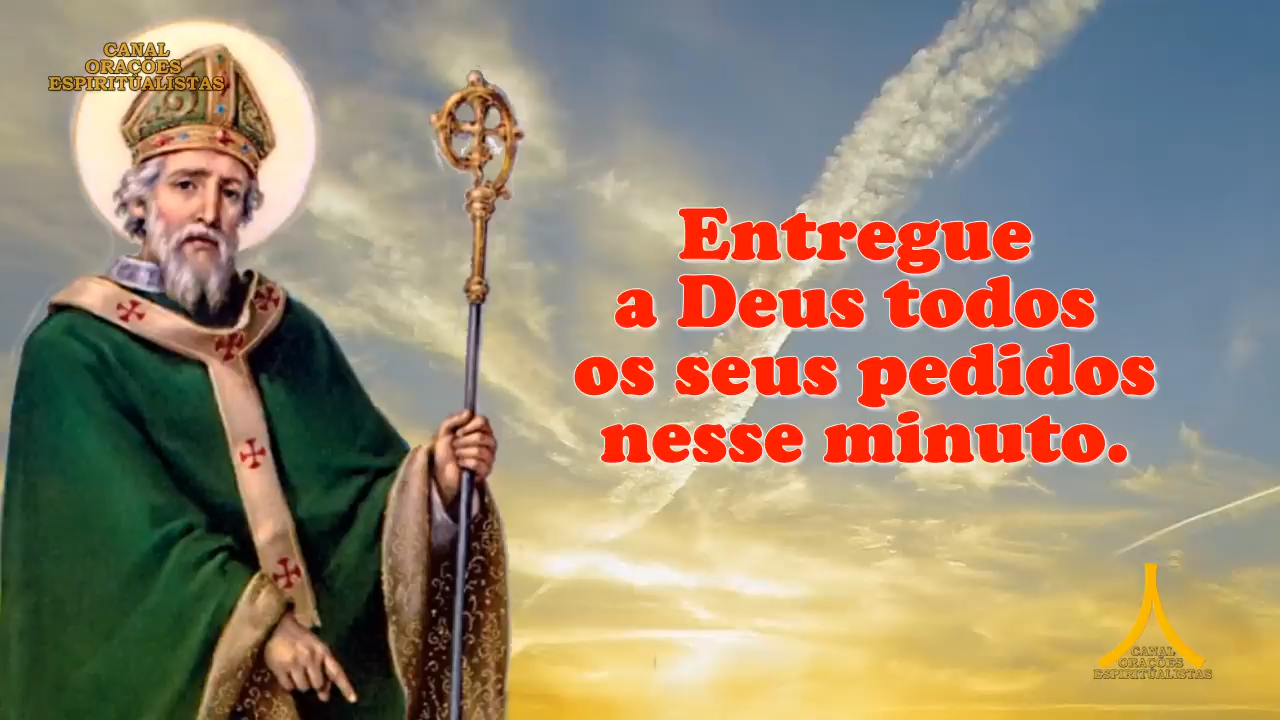 CANAL
ORAÇÕES
ESPIRITUALISTAS
Entregue
a Deus todos
os seus pedidos
nesse minuto.
CANAL
ORAÇÕES
ESPIRITUALISTAS